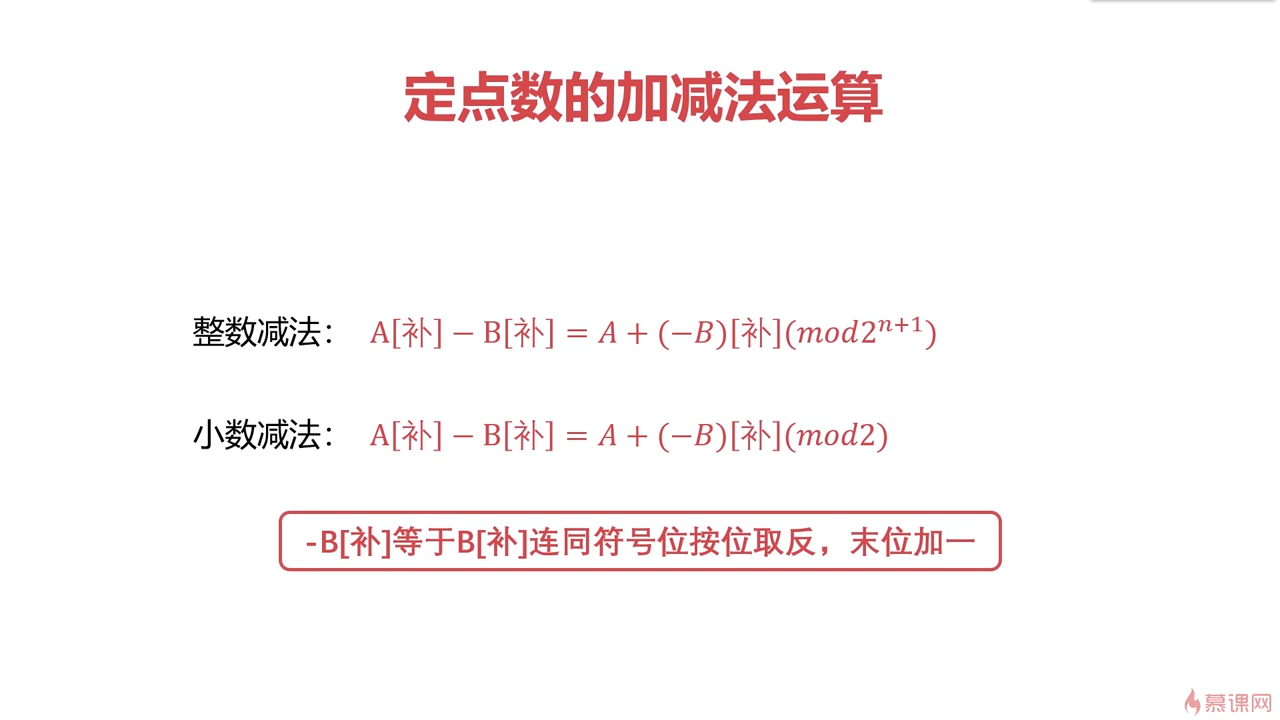 定点数的加减法运算
整数减法： A[补] − B[补] = A + (−B)[补](mod2ⁿ⁺¹)
小数减法： A[补] − B[补] = A + (−B)[补](mod2)
-B[补]等于B[补]连同符号位按位取反，末位加一
慕课网